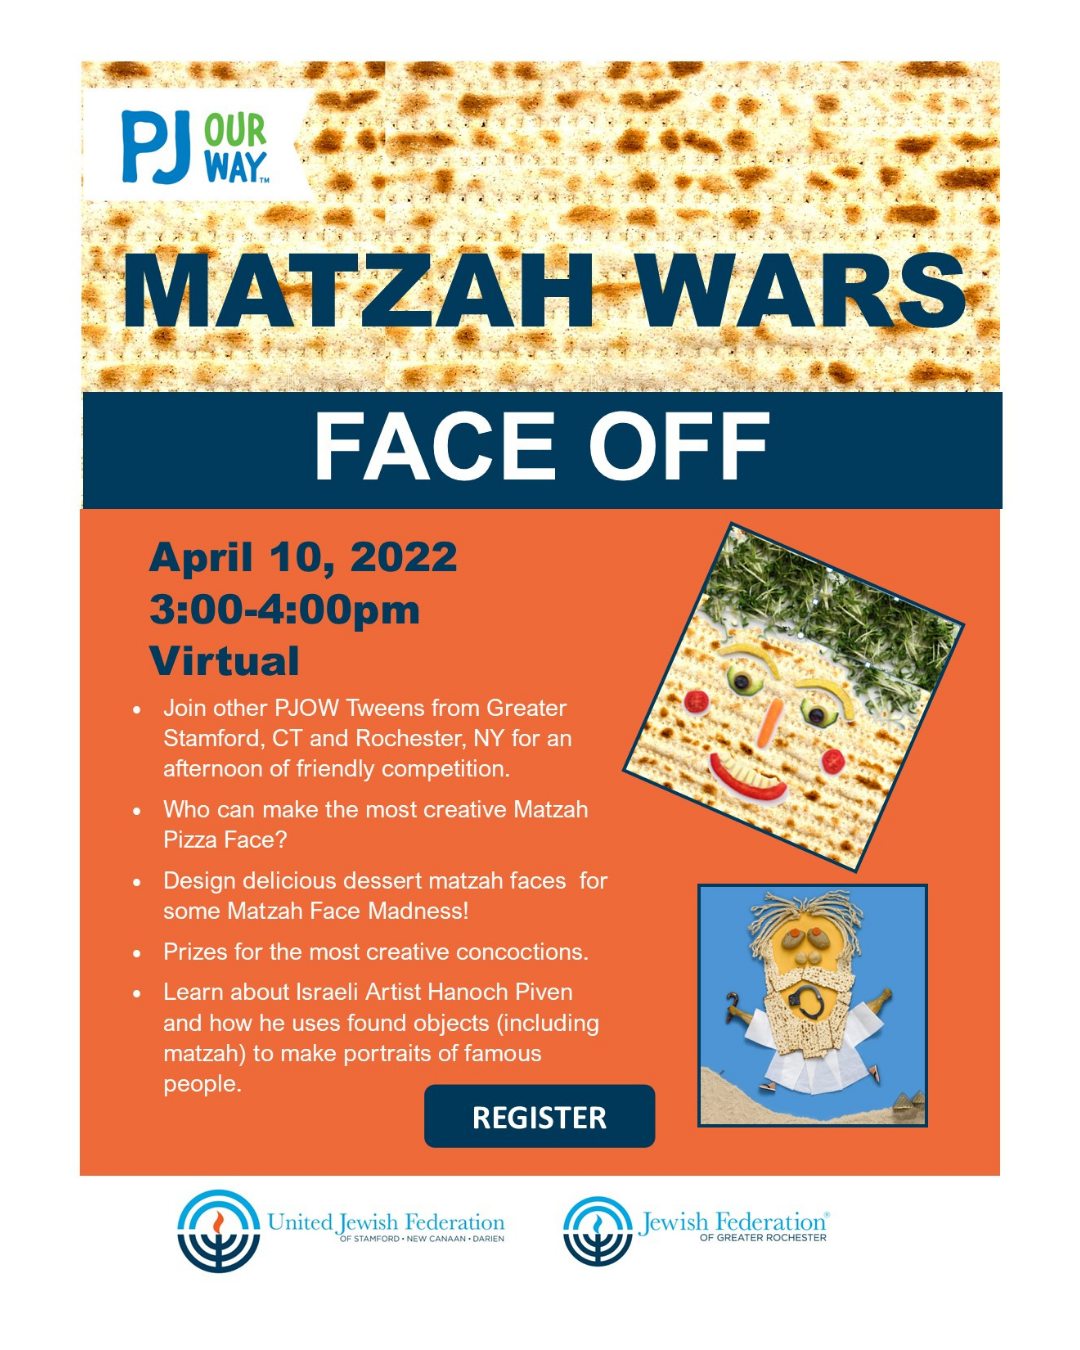 PJ OUR WAY™
MATZAH WARS
FACE OFF
April 10, 2022
3:00-4:00pm
Virtual
• Join other PJOW Tweens from Greater
Stamford, CT and Rochester, NY for an
afternoon of friendly competition.
• Who can make the most creative Matzah
Pizza Face?
• Design delicious dessert matzah faces  for
some Matzah Face Madness!
• Prizes for the most creative concoctions.
• Learn about Israeli Artist Hanoch Piven
and how he uses found objects (including
matzah) to make portraits of famous
people.
REGISTER
United Jewish Federation
OF STAMFORD • NEW CANAAN • DARIEN
Jewish Federation®
OF GREATER ROCHESTER